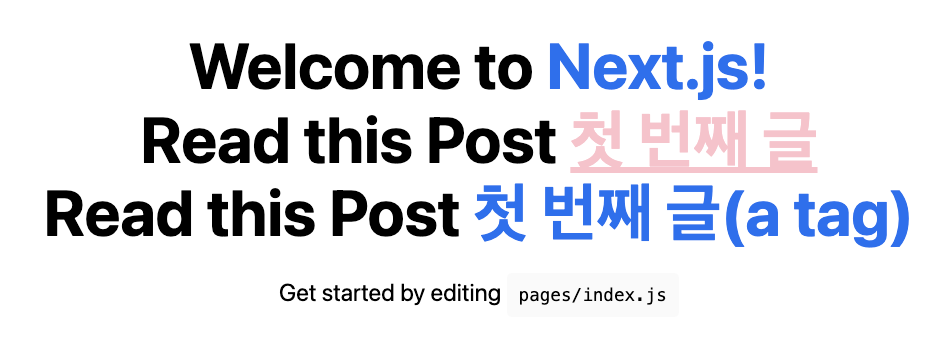 Welcome to Next.js!
Read this Post 첫 번째 글
Read this Post 첫 번째 글(a tag)
Get started by editing pages/index.js